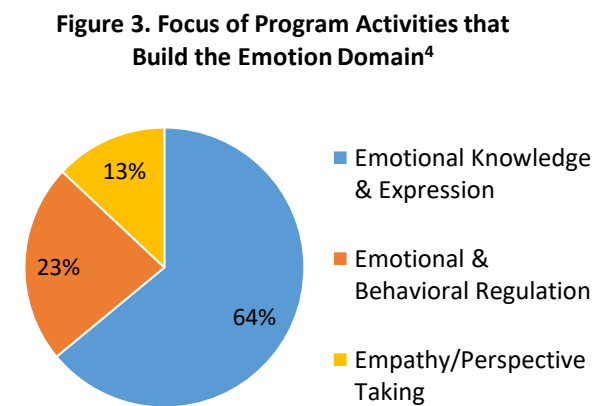 Figure 3. Focus of Program Activities that
Build the Emotion Domain⁴
13%
23%
64%
Emotional Knowledge
& Expression
Emotional &
Behavioral Regulation
Empathy/Perspective
Taking